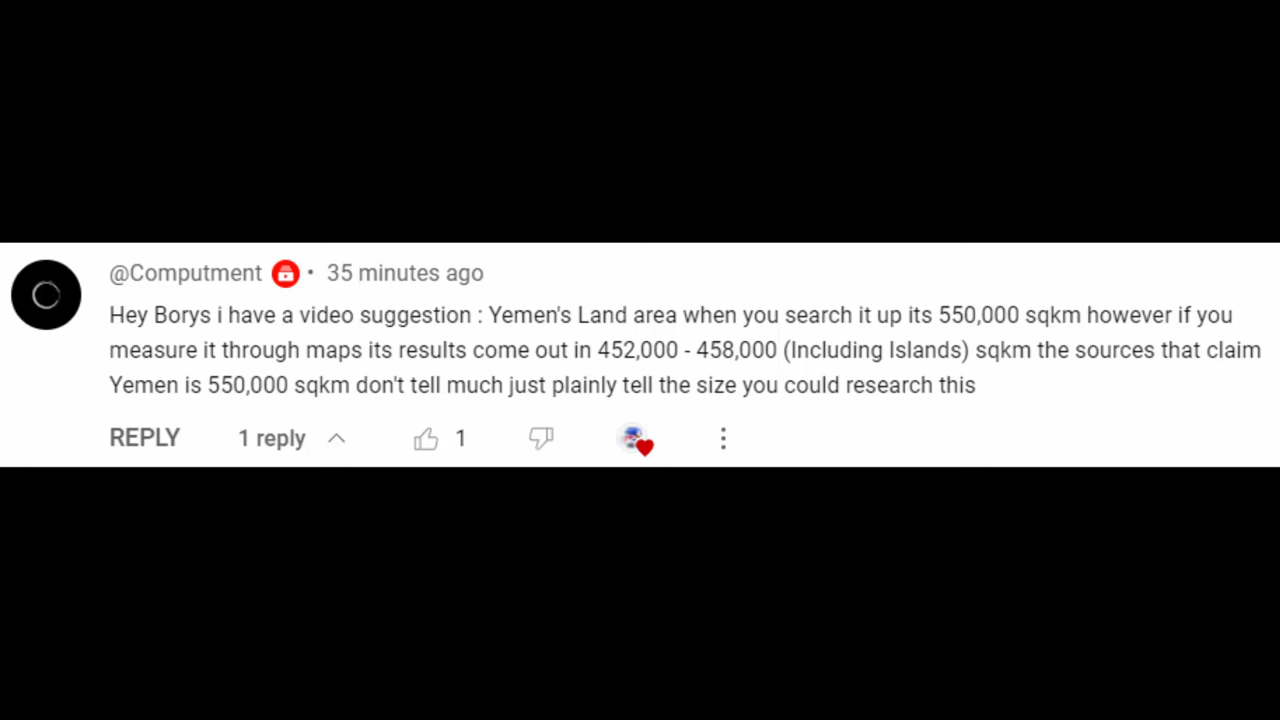 @Computment • 35 minutes ago
Hey Borys i have a video suggestion : Yemen's Land area when you search it up its 550,000 sqkm however if you
measure it through maps its results come out in 452,000 - 458,000 (Including Islands) sqkm the sources that claim
Yemen is 550,000 sqkm don't tell much just plainly tell the size you could research this
REPLY 1 reply 1